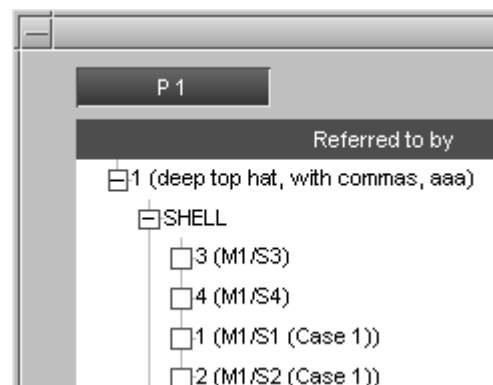 P 1
Referred to by
1 (deep top hat, with commas, aaa)
SHELL
3 (M1/S3)
4 (M1/S4)
1 (M1/S1 (Case 1))
2 (M1/S2 (Case 1))